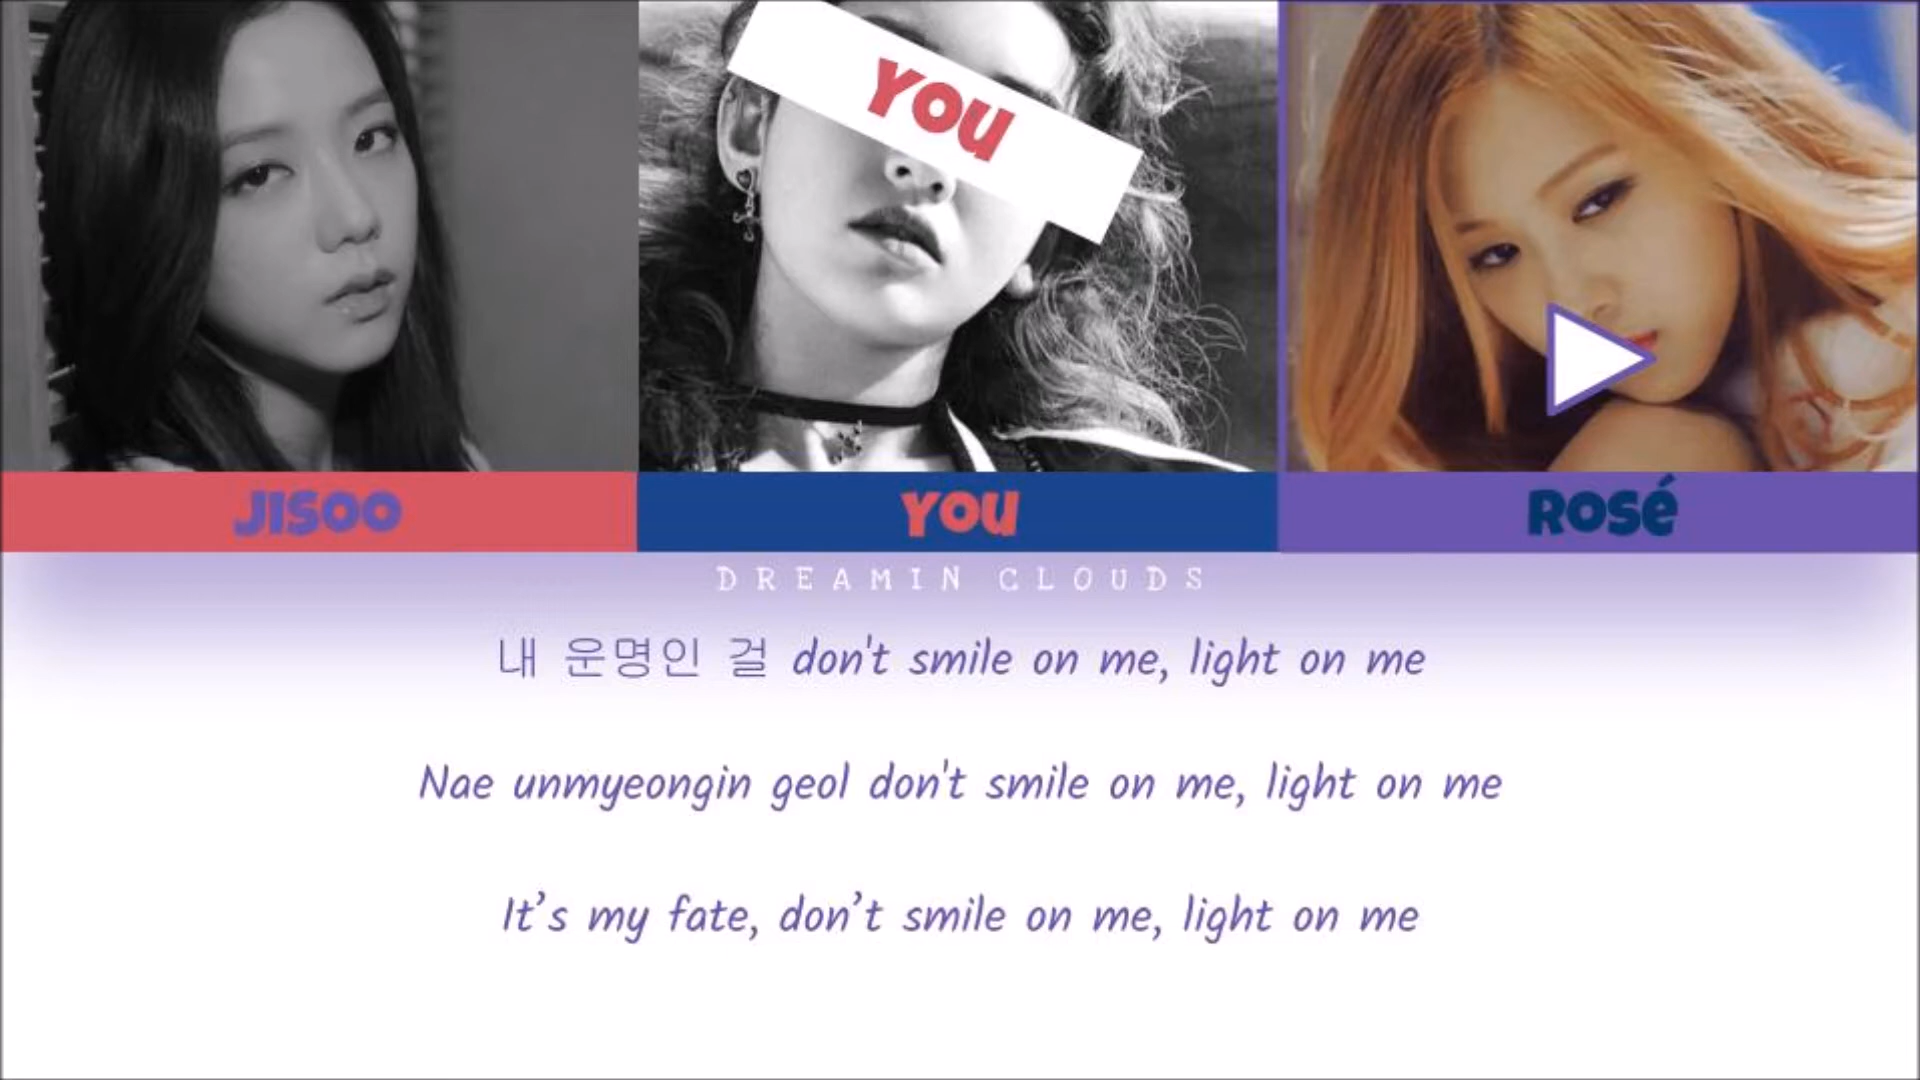 YOU
JISOO
YOU
ROSÉ
DREAMIN CLOUDS
내 운명인 걸 don't smile on me, light on me
Nae unmyeongin geol don't smile on me, light on me
It’s my fate, don’t smile on me, light on me